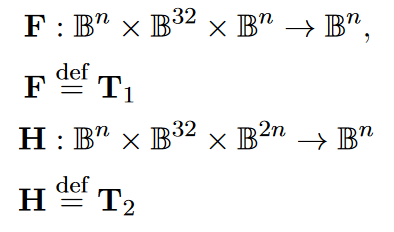 F : 𝔹ⁿ × 𝔹³² × 𝔹ⁿ → 𝔹ⁿ,
F ≝ T₁
H : 𝔹ⁿ × 𝔹³² × 𝔹²ⁿ → 𝔹ⁿ
H ≝ T₂